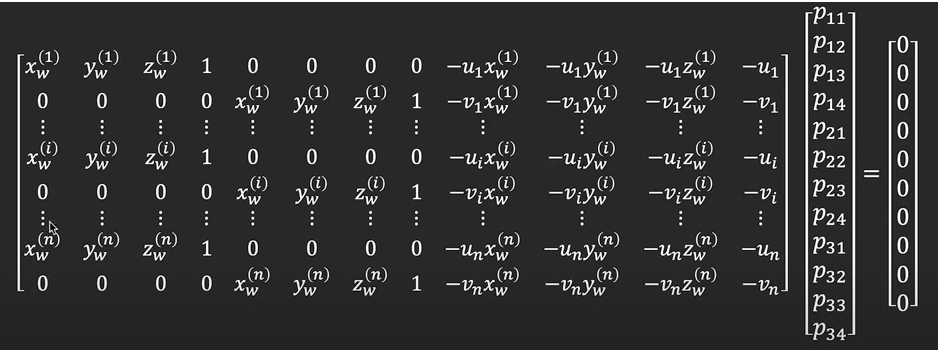 x_w^(1) y_w^(1) z_w^(1) 1 0 0 0 0 −u_1x_w^(1) −u_1y_w^(1) −u_1z_w^(1) −u_1
0 0 0 0 x_w^(1) y_w^(1) z_w^(1) 1 −v_1x_w^(1) −v_1y_w^(1) −v_1z_w^(1) −v_1
⋮ ⋮ ⋮ ⋮ ⋮ ⋮ ⋮ ⋮ ⋮ ⋮ ⋮ ⋮
x_w^(i) y_w^(i) z_w^(i) 1 0 0 0 0 −u_ix_w^(i) −u_iy_w^(i) −u_iz_w^(i) −u_i
0 0 0 0 x_w^(i) y_w^(i) z_w^(i) 1 −v_ix_w^(i) −v_iy_w^(i) −v_iz_w^(i) −v_i
⋮ ⋮ ⋮ ⋮ ⋮ ⋮ ⋮ ⋮ ⋮ ⋮ ⋮ ⋮
x_w^(n) y_w^(n) z_w^(n) 1 0 0 0 0 −u_nx_w^(n) −u_ny_w^(n) −u_nz_w^(n) −u_n
0 0 0 0 x_w^(n) y_w^(n) z_w^(n) 1 −v_nx_w^(n) −v_ny_w^(n) −v_nz_w^(n) −v_n
p_11
p_12
p_13
p_14
p_21
p_22
p_23
p_24
p_31
p_32
p_33
p_34
=
0
0
0
0
0
0
0
0
0
0